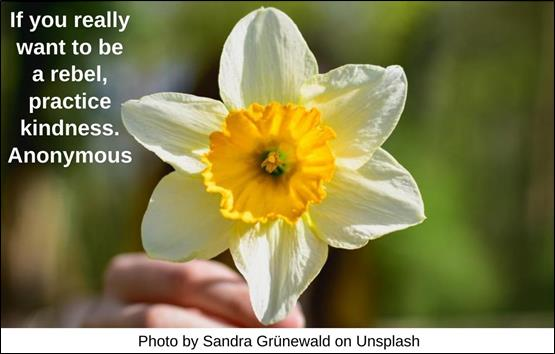 If you really
want to be
a rebel,
practice
kindness.
Anonymous
Photo by Sandra Grünewald on Unsplash